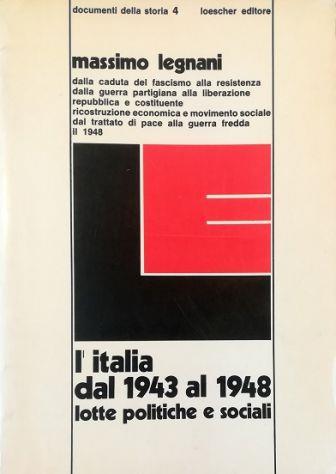 documenti della storia 4 loescher editore
massimo legnani
dalla caduta del fascismo alla resistenza
dalla guerra partigiana alla liberazione
repubblica e costituente
ricostruzione economica e movimento sociale
dal trattato di pace alla guerra fredda
il 1948
l'italia
dal 1943 al 1948
lotte politiche e sociali